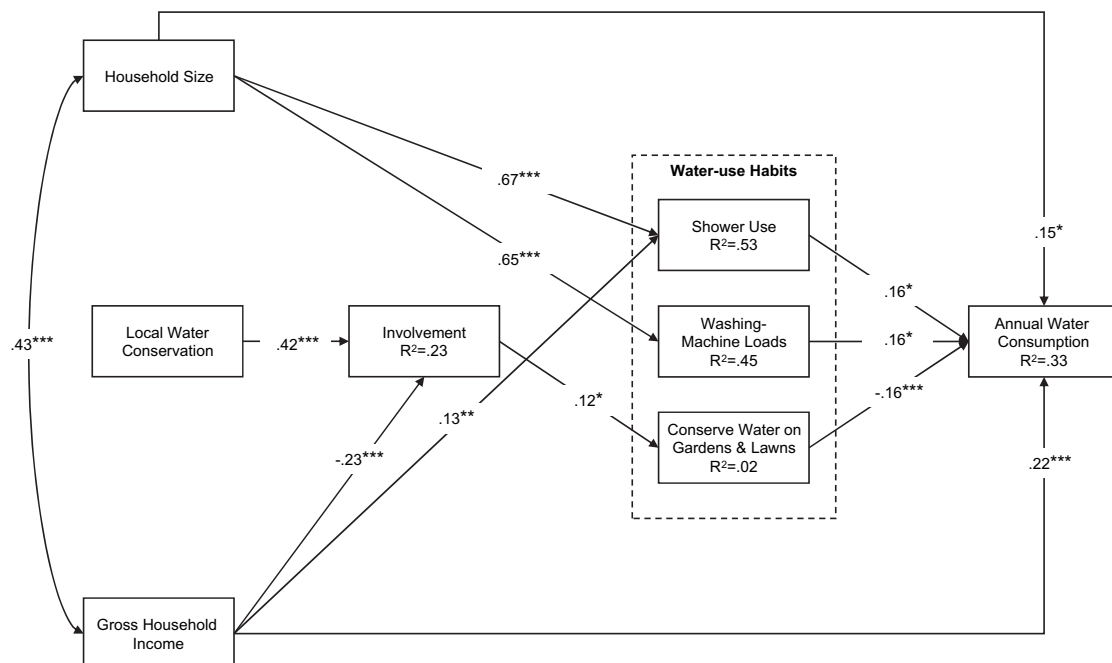 Household Size
.67***
Water-use Habits
Shower Use
R²=.53
.15*
.65***
.16*
.43***
Local Water
Conservation
.42***
Involvement
R²=.23
Washing-
Machine Loads
R²=.45
.16*
Annual Water
Consumption
R²=.33
.12*
-.16***
.13**
Conserve Water on
Gardens & Lawns
R²=.02
-.23***
.22***
Gross Household
Income